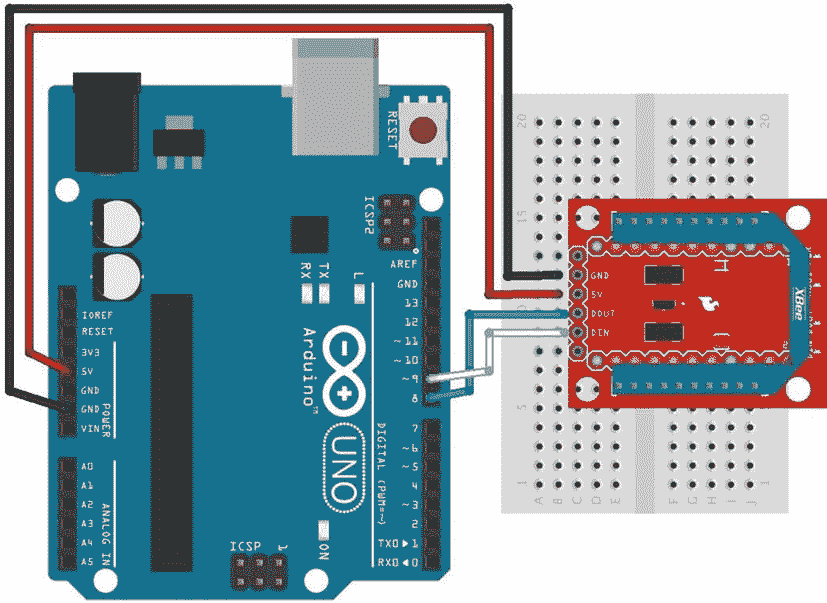 RESET
ICSP2
AREF
GND
13
12
~11
~10
~9
8
7
~6
~5
4
~3
2
TX0▶1
RX0◀0
RX
TX
L
Arduino™
UNO
DIGITAL (PWM=~)
IOREF
RESET
3V3
5V
GND
GND
VIN
POWER
A0
A1
A2
A3
A4
A5
ANALOG IN
ICSP
1
ON
20
15
5
1
A B C D E
F G H I J
20
1
GND
5V
DOUT
DIN
XBee